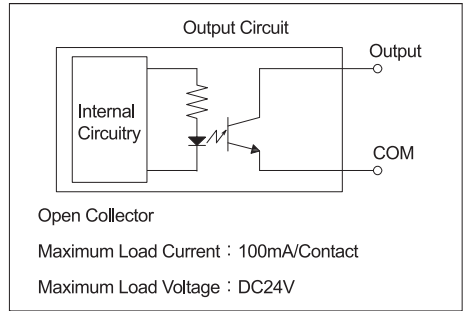 Output Circuit
Output
Internal
Circuitry
COM
Open Collector
Maximum Load Current : 100mA/Contact
Maximum Load Voltage : DC24V